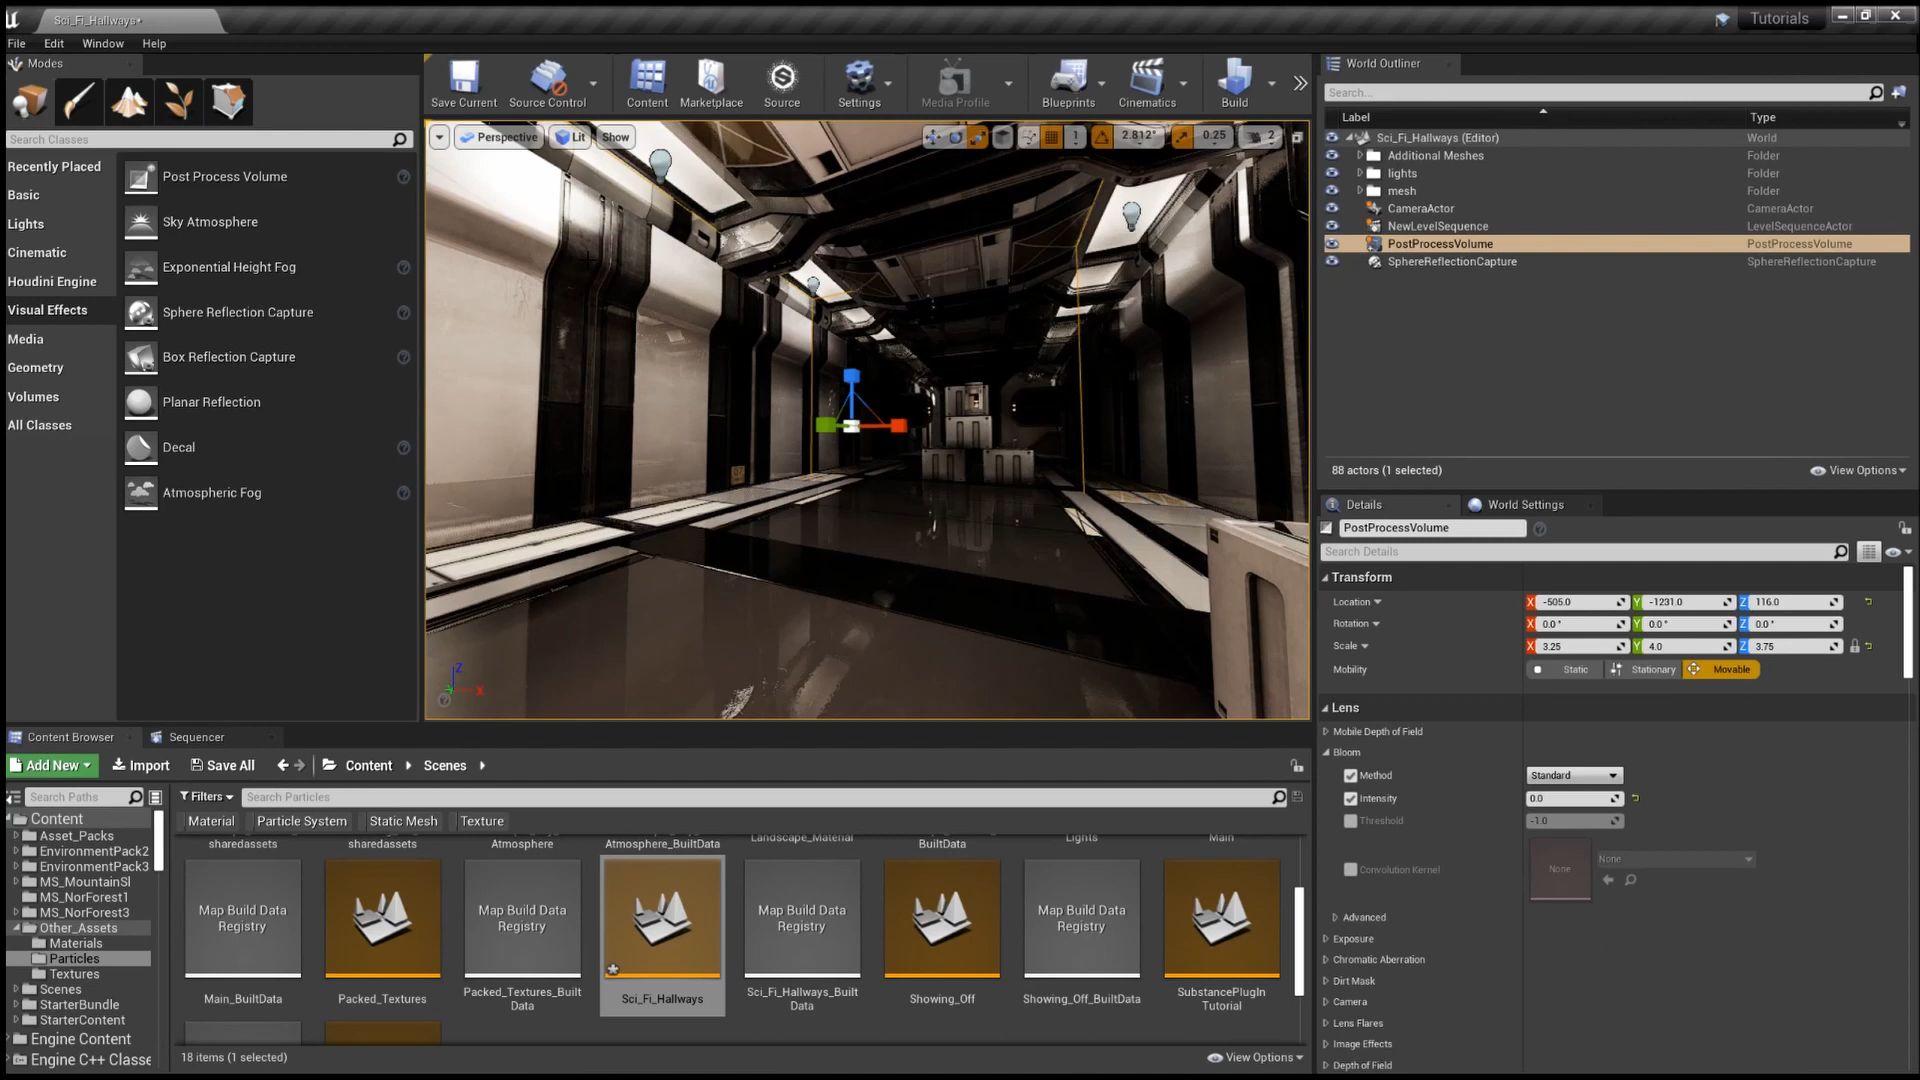 Sci_Fi_Hallways•
Tutorials
File Edit Window Help
Modes
Search Classes
Recently Placed
Basic
Lights
Cinematic
Houdini Engine
Visual Effects
Media
Geometry
Volumes
All Classes
Post Process Volume
Sky Atmosphere
Exponential Height Fog
Sphere Reflection Capture
Box Reflection Capture
Planar Reflection
Decal
Atmospheric Fog
Save Current
Source Control
Content
Marketplace
Source
Settings
Media Profile
Blueprints
Cinematics
Build
Perspective Lit Show
1 2.812° 0.25 2
Z
X
World Outliner
Search...
Label Type
Sci_Fi_Hallways (Editor) World
Additional Meshes Folder
lights Folder
mesh Folder
CameraActor CameraActor
NewLevelSequence LevelSequenceActor
PostProcessVolume PostProcessVolume
SphereReflectionCapture SphereReflectionCapture
88 actors (1 selected) View Options
Details World Settings
PostProcessVolume
Search Details
Transform
Location X -505.0 Y -1231.0 Z 116.0
Rotation X 0.0 ° Y 0.0 ° Z 0.0 °
Scale X 3.25 Y 4.0 Z 3.75
Mobility Static Stationary Movable
Lens
Mobile Depth of Field
Bloom
Method Standard
Intensity 0.0
Threshold -1.0
Convolution Kernel None None
Advanced
Exposure
Chromatic Aberration
Dirt Mask
Camera
Lens Flares
Image Effects
Depth of Field
Content Browser Sequencer
Add New Import Save All Content Scenes
Search Paths
Filters Search Particles
Material Particle System Static Mesh Texture
Content
Asset_Packs
EnvironmentPack2
EnvironmentPack3
MS_MountainSl
MS_NorForest1
MS_NorForest3
Other_Assets
Materials
Particles
Textures
Scenes
StarterBundle
StarterContent
Engine Content
Engine C++ Classe
sharedassets
sharedassets
Atmosphere
Atmosphere_BuiltData
Landscape_Material
BuiltData
Lights
Main
Map Build Data Registry
Map Build Data Registry
Map Build Data Registry
Map Build Data Registry
Main_BuiltData
Packed_Textures
Packed_Textures_Built
Data
Sci_Fi_Hallways
Sci_Fi_Hallways_Built
Data
Showing_Off
Showing_Off_BuiltData
SubstancePlugIn
Tutorial
18 items (1 selected) View Options